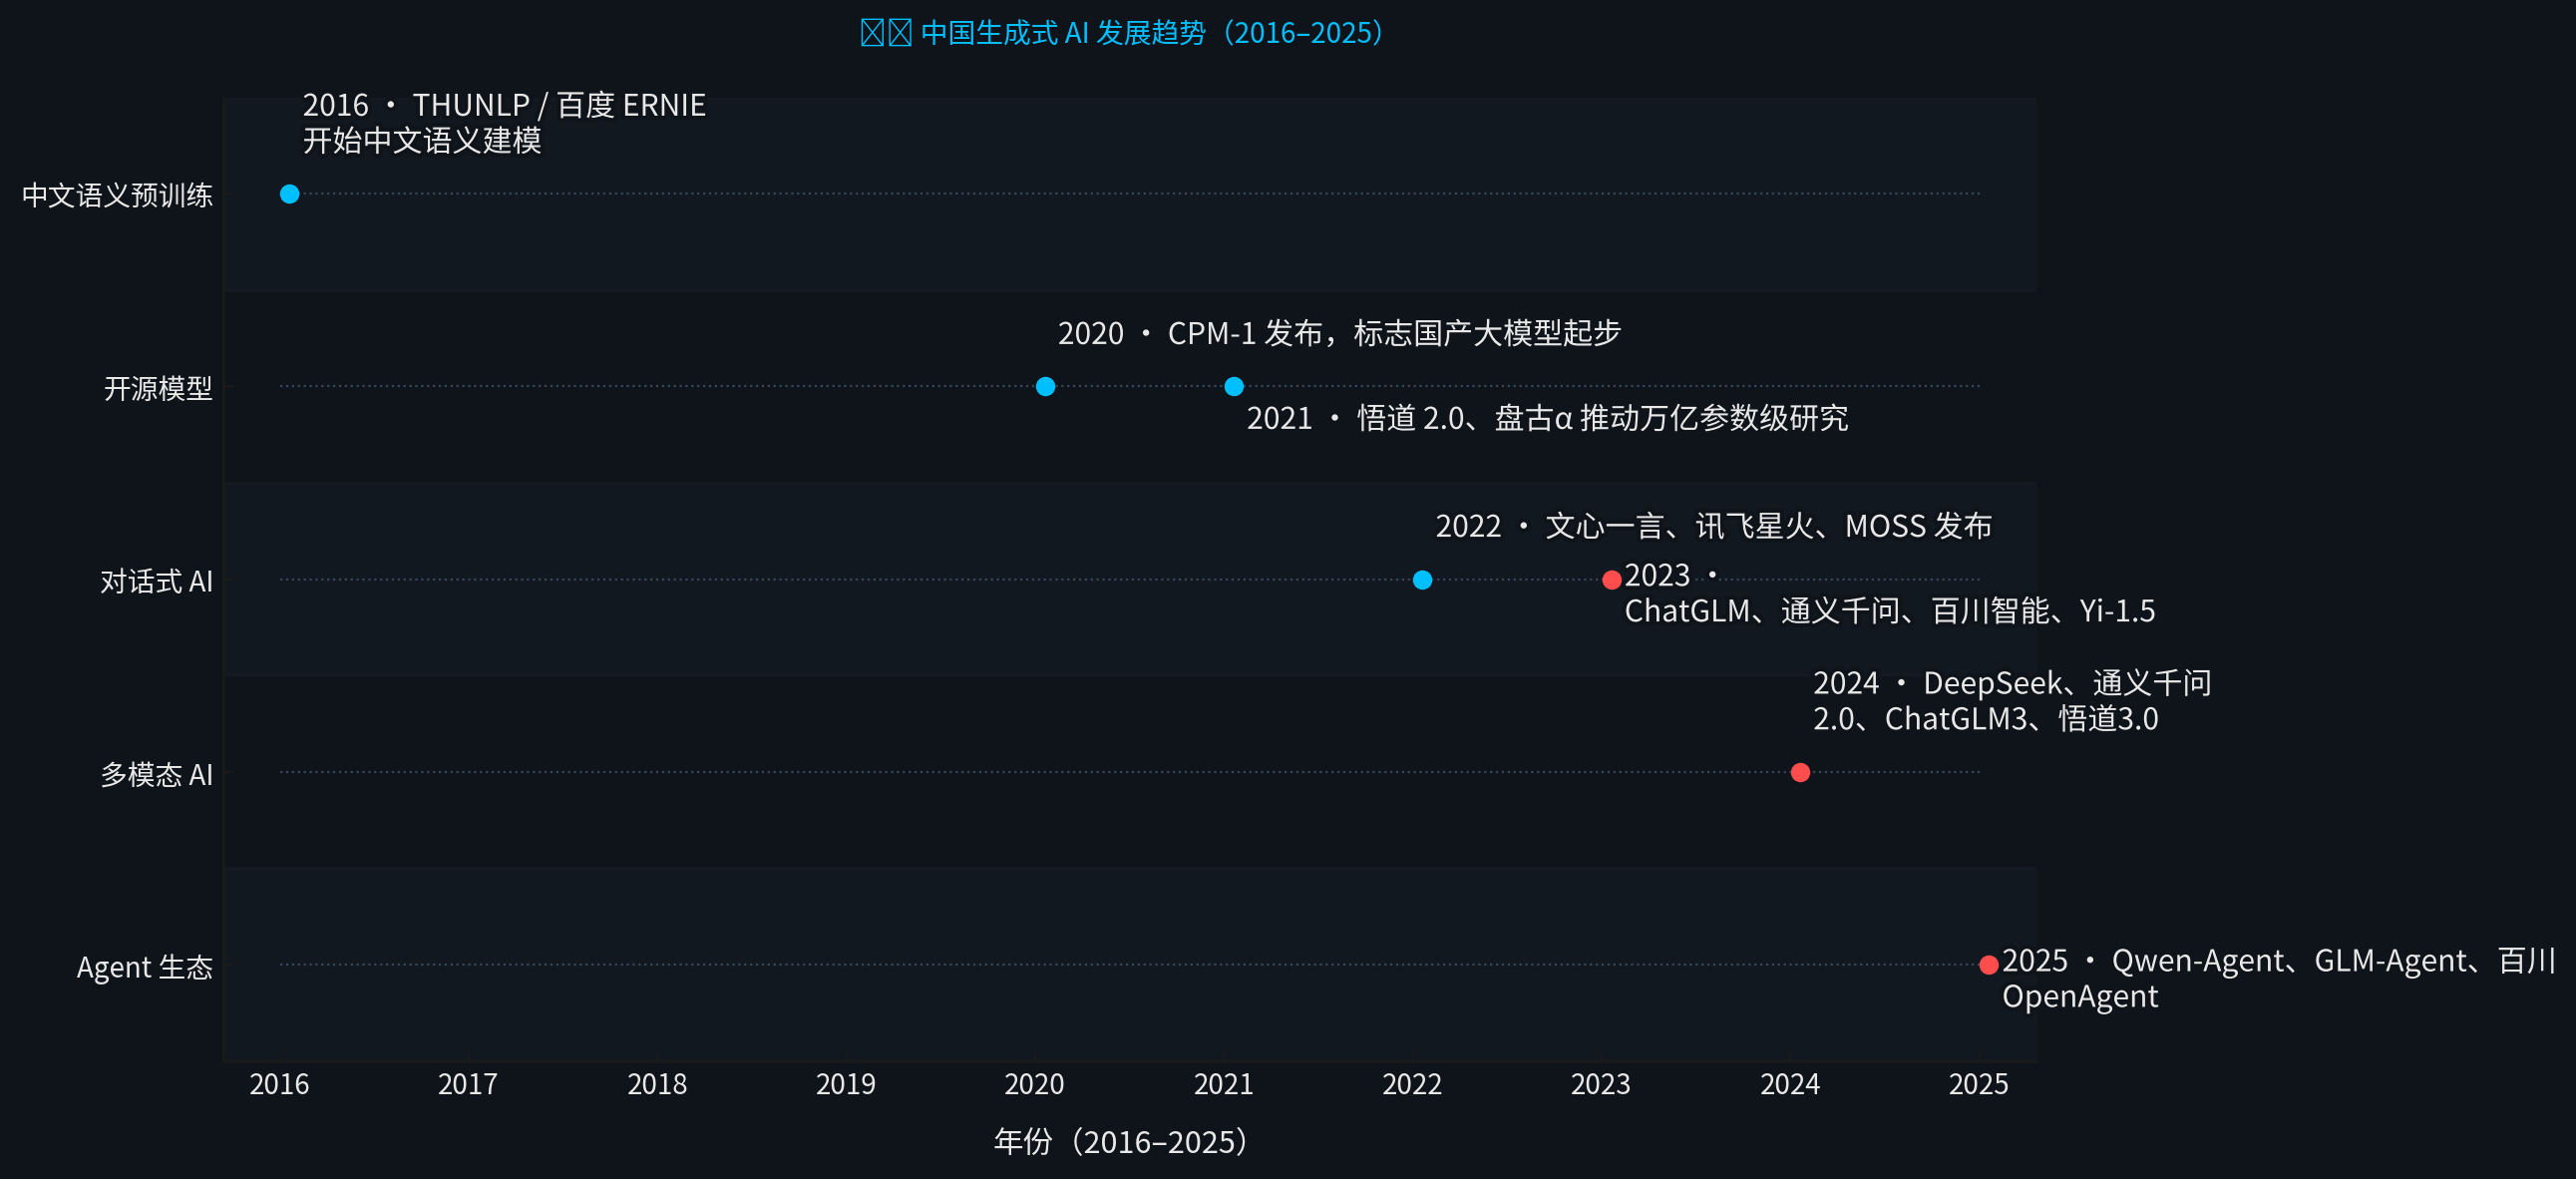 中国生成式 AI 发展趋势（2016–2025）
2016 · THUNLP / 百度 ERNIE
开始中文语义建模
中文语义预训练
2020 · CPM-1 发布，标志国产大模型起步
开源模型
2021 · 悟道 2.0、盘古α 推动万亿参数级研究
2022 · 文心一言、讯飞星火、MOSS 发布
对话式 AI
2023 ·
ChatGLM、通义千问、百川智能、Yi-1.5
2024 · DeepSeek、通义千问
2.0、ChatGLM3、悟道3.0
多模态 AI
Agent 生态
2025 · Qwen-Agent、GLM-Agent、百川
OpenAgent
2016 2017 2018 2019 2020 2021 2022 2023 2024 2025
年份（2016–2025）